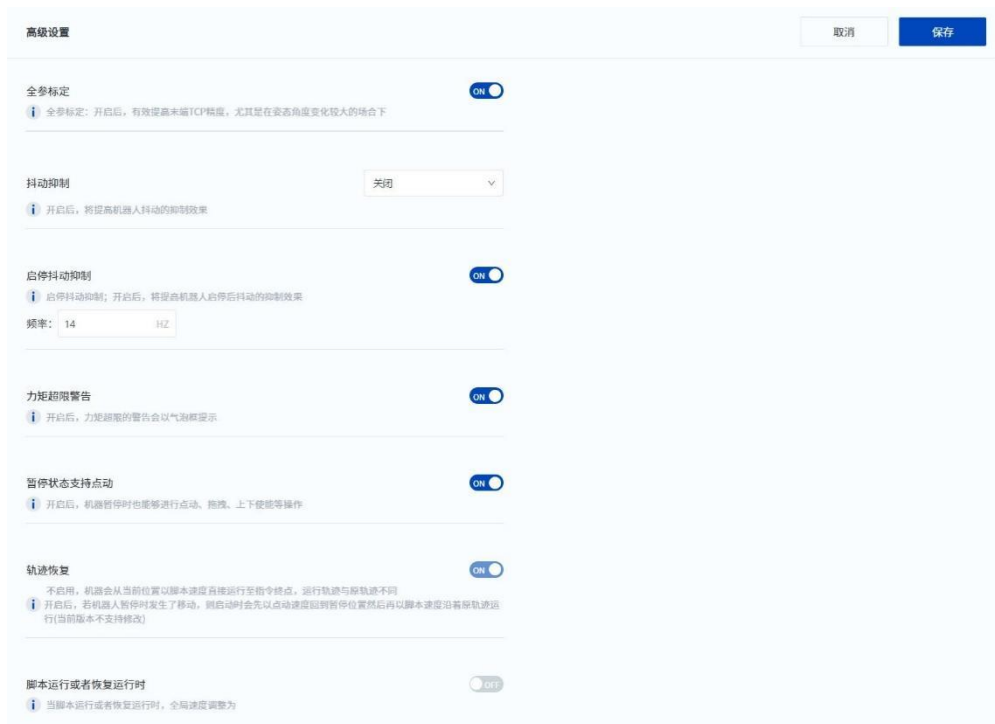 高级设置
取消
保存
全参标定
ON
全参标定：开启后，有效提高末端TCP精度，尤其是在姿态角度变化较大的场合下
抖动抑制
关闭
开启后，将提高机器人抖动的抑制效果
启停抖动抑制
ON
启停抖动抑制；开启后，将提高机器人启停后抖动的抑制效果
频率：
14
HZ
力矩超限警告
ON
开启后，力矩超限的警告会以气泡框提示
暂停状态支持点动
ON
开启后，机器暂停时也能够进行点动、拖拽、上下使能等操作
轨迹恢复
ON
不启用，机器会从当前位置以脚本速度直接运行至指令终点，运行轨迹与原轨迹不同
开启后，若机器人暂停时发生了移动，则启动时会先以点动速度回到暂停位置然后再以脚本速度沿着原轨迹运
行(当前版本不支持修改)
脚本运行或者恢复运行时
OFF
当脚本运行或者恢复运行时，全局速度调整为